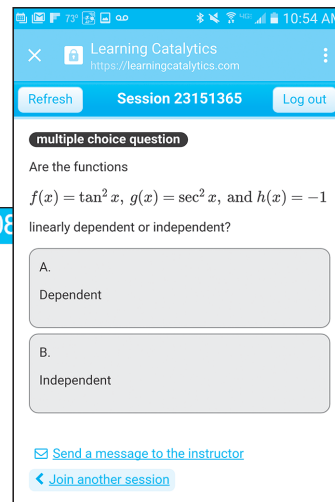 73° 4G 10:54 AM
Learning Catalytics
https://learningcatalytics.com
Refresh Session 23151365 Log out
multiple choice question
Are the functions
f(x) = tan² x, g(x) = sec² x, and h(x) = −1
linearly dependent or independent?
A.
Dependent
B.
Independent
Send a message to the instructor
Join another session